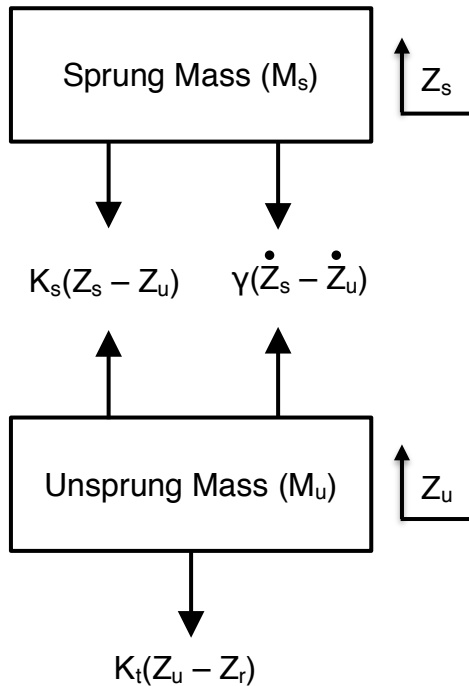 Sprung Mass (Mₛ)
Zₛ
Kₛ(Zₛ – Zᵤ)
γ(Żₛ – Żᵤ)
Unsprung Mass (Mᵤ)
Zᵤ
Kₜ(Zᵤ – Zᵣ)